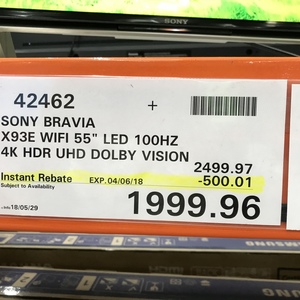 SONY
42462 +
SONY BRAVIA
X93E WIFI 55" LED 100HZ
4K HDR UHD DOLBY VISION
2499.97
Instant Rebate EXP.04/06/18 -500.01
Subject to Availability
1999.96
18/05/29
SAMSUNG